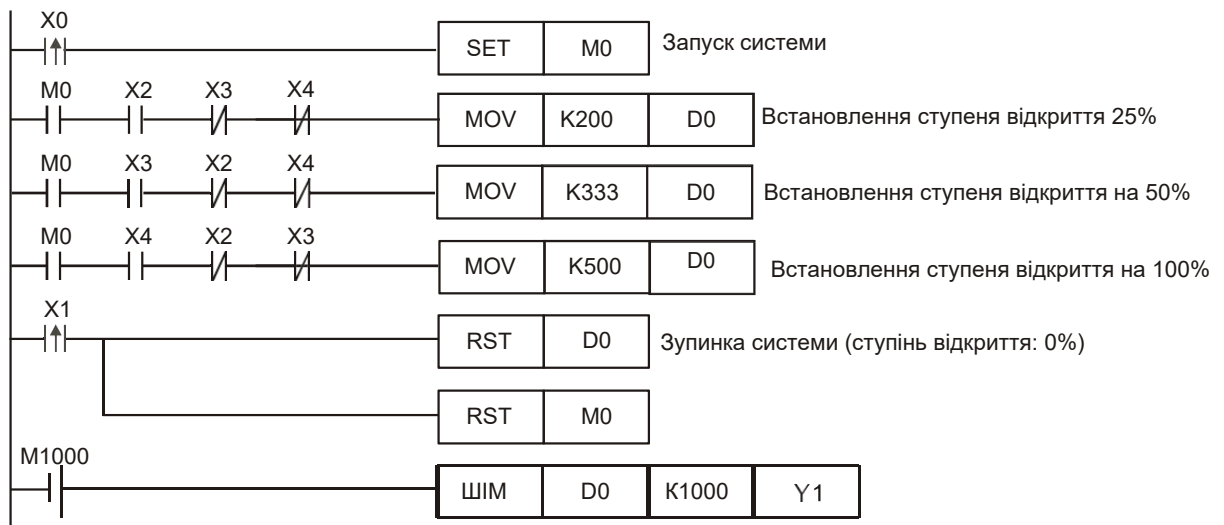 X0
SET M0 Запуск системи
M0 X2 X3 X4
MOV K200 D0 Встановлення ступеня відкриття 25%
M0 X3 X2 X4
MOV K333 D0 Встановлення ступеня відкриття на 50%
M0 X4 X2 X3
MOV K500 D0 Встановлення ступеня відкриття на 100%
X1
RST D0 Зупинка системи (ступінь відкриття: 0%)
RST M0
M1000
ШІМ D0 K1000 Y1